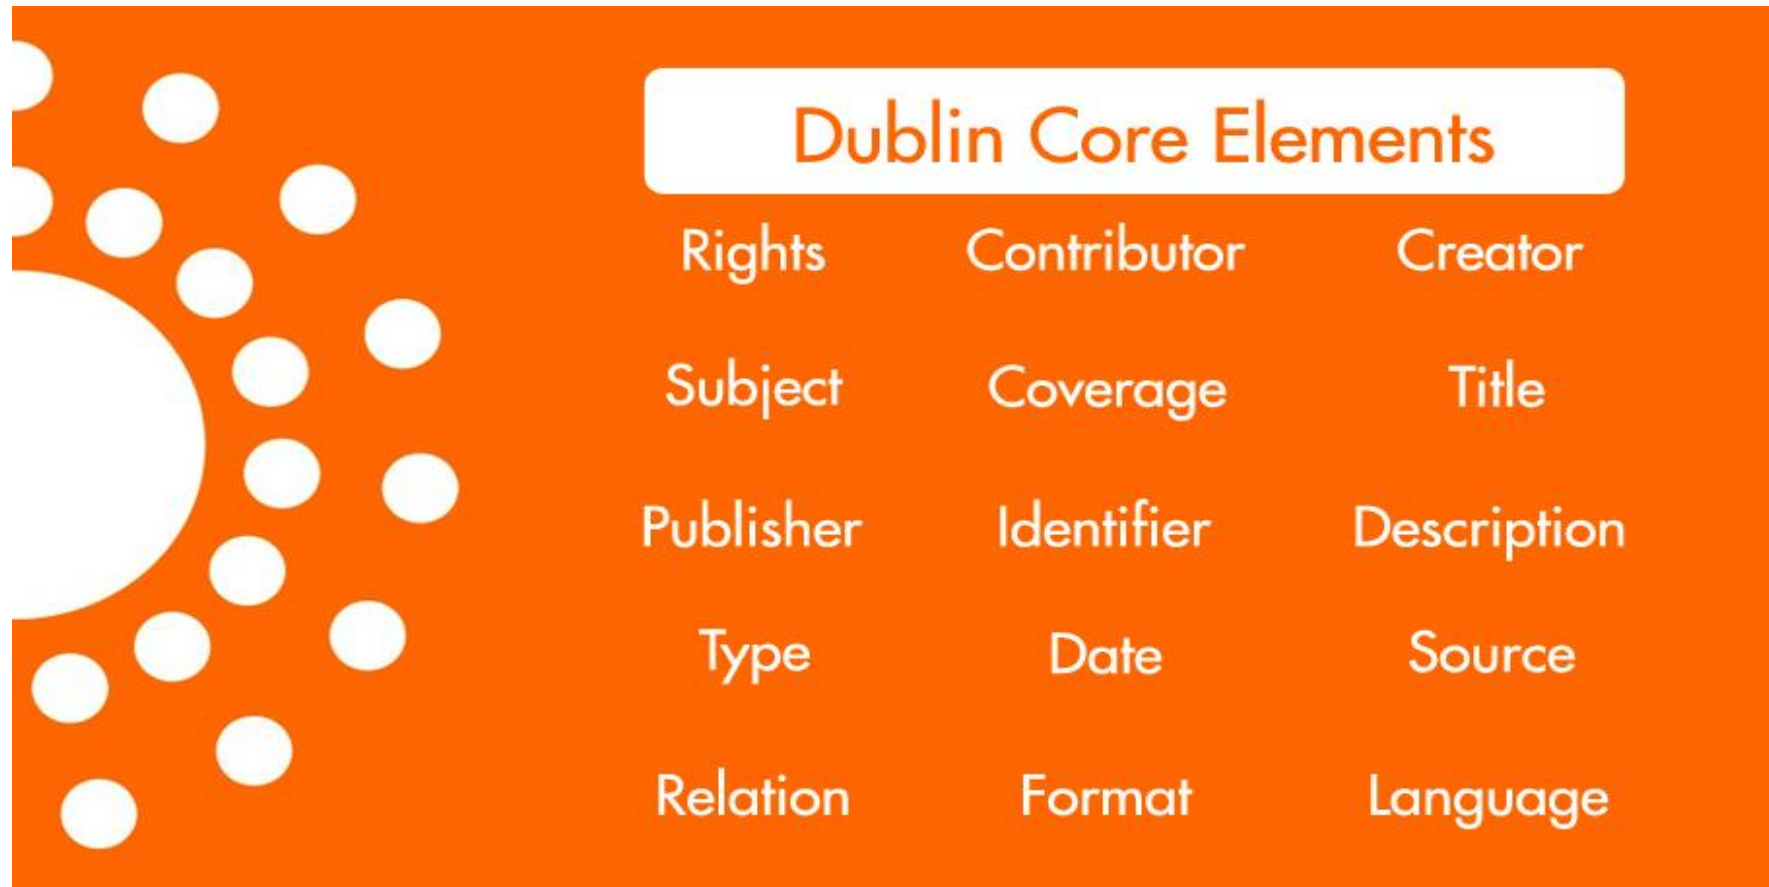 Dublin Core Elements
Rights Contributor Creator
Subject Coverage Title
Publisher Identifier Description
Type Date Source
Relation Format Language